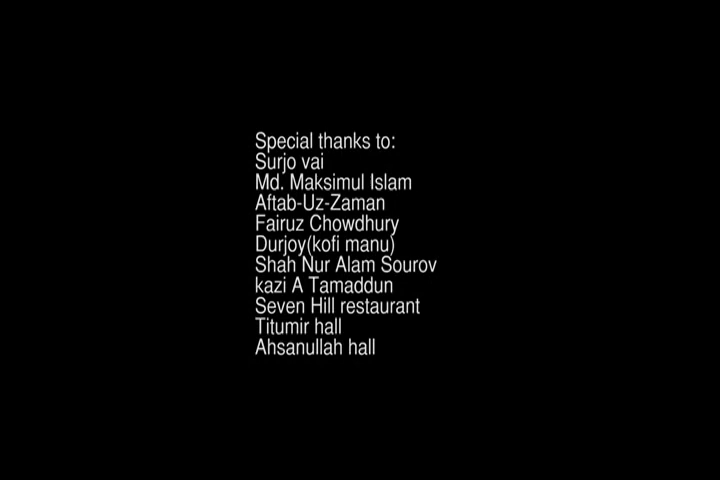 Special thanks to:
Surjo vai
Md. Maksimul Islam
Aftab-Uz-Zaman
Fairuz Chowdhury
Durjoy(kofi manu)
Shah Nur Alam Sourov
kazi A Tamaddun
Seven Hill restaurant
Titumir hall
Ahsanullah hall